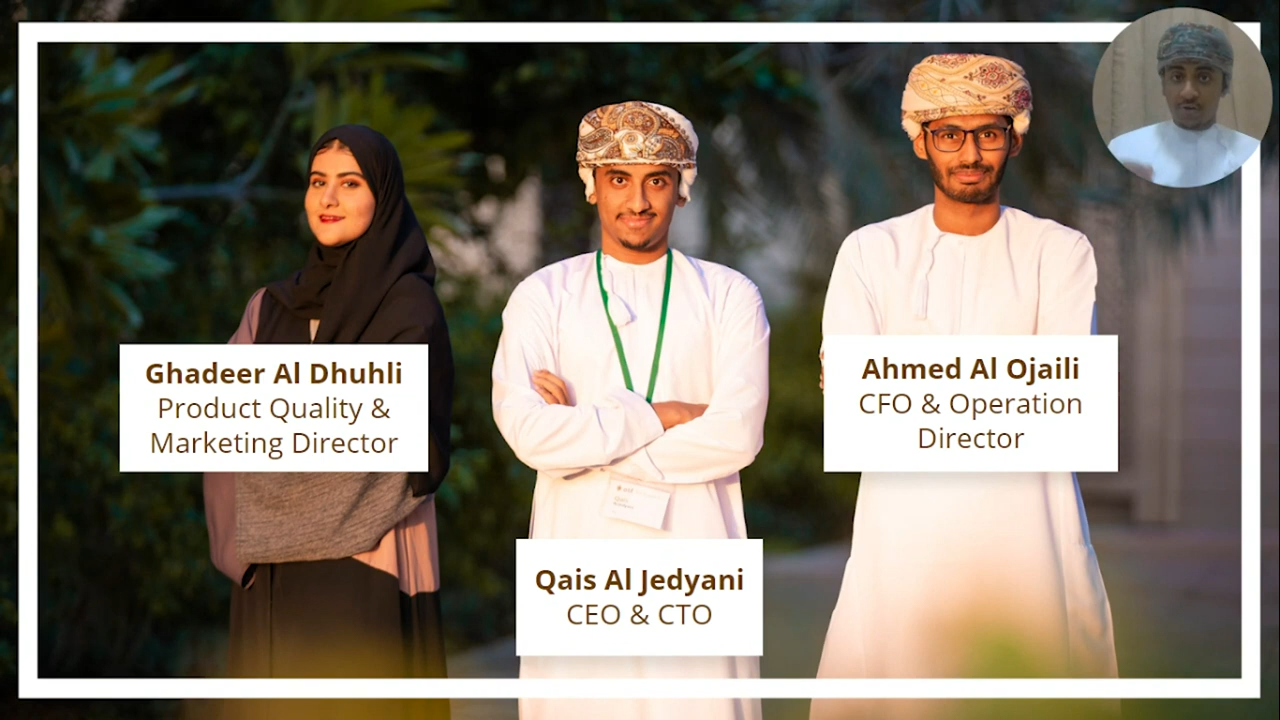 Ghadeer Al Dhuhli
Product Quality &
Marketing Director
Qais Al Jedyani
CEO & CTO
Ahmed Al Ojaili
CFO & Operation
Director